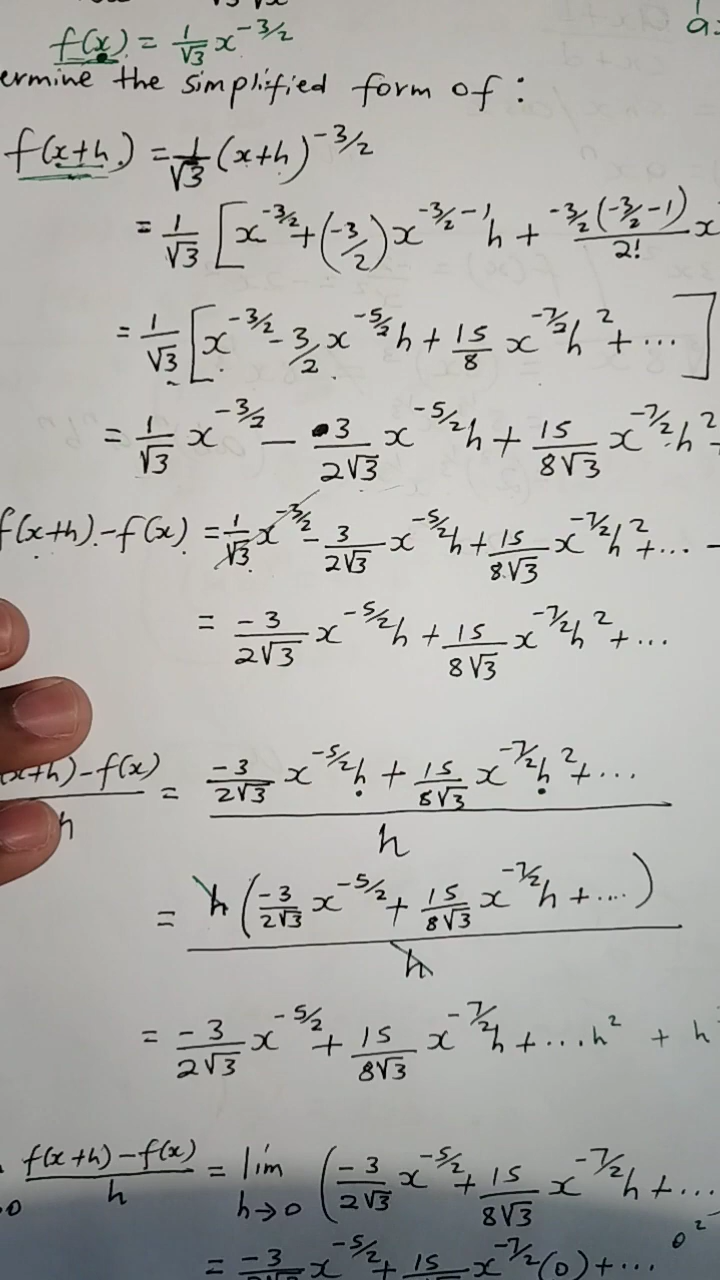 f(x) = 1/√3 x^-3/2
ermine the simplified form of :
f(x+h) = 1/√3 (x+h)^-3/2
= 1/√3 [x^-3/2 + (-3/2) x^-3/2-1 h + -3/2(-3/2-1)/2! x
= 1/√3 [x^-3/2 - 3/2 x^-5/2 h + 15/8 x^-7/2 h^2 + ...]
= 1/√3 x^-3/2 - 3/2√3 x^-5/2 h + 15/8√3 x^-7/2 h^2
f(x+h) - f(x) = 1/√3 x^-3/2 - 3/2√3 x^-5/2 h + 15/8√3 x^-7/2 h^2 + ... -
= -3/2√3 x^-5/2 h + 15/8√3 x^-7/2 h^2 + ...
(x+h) - f(x)/h = -3/2√3 x^-5/2 h + 15/8√3 x^-7/2 h^2 + .../h
= h(-3/2√3 x^-5/2 + 15/8√3 x^-7/2 h + ...)/h
= -3/2√3 x^-5/2 + 15/8√3 x^-7/2 h + ... h^2 + h
f(x+h) - f(x)/h = lim h→0 (-3/2√3 x^-5/2 + 15/8√3 x^-7/2 h + ...
0^2
= -3/2√3 x^-5/2 + 15 x^-7/2 (0) + ...